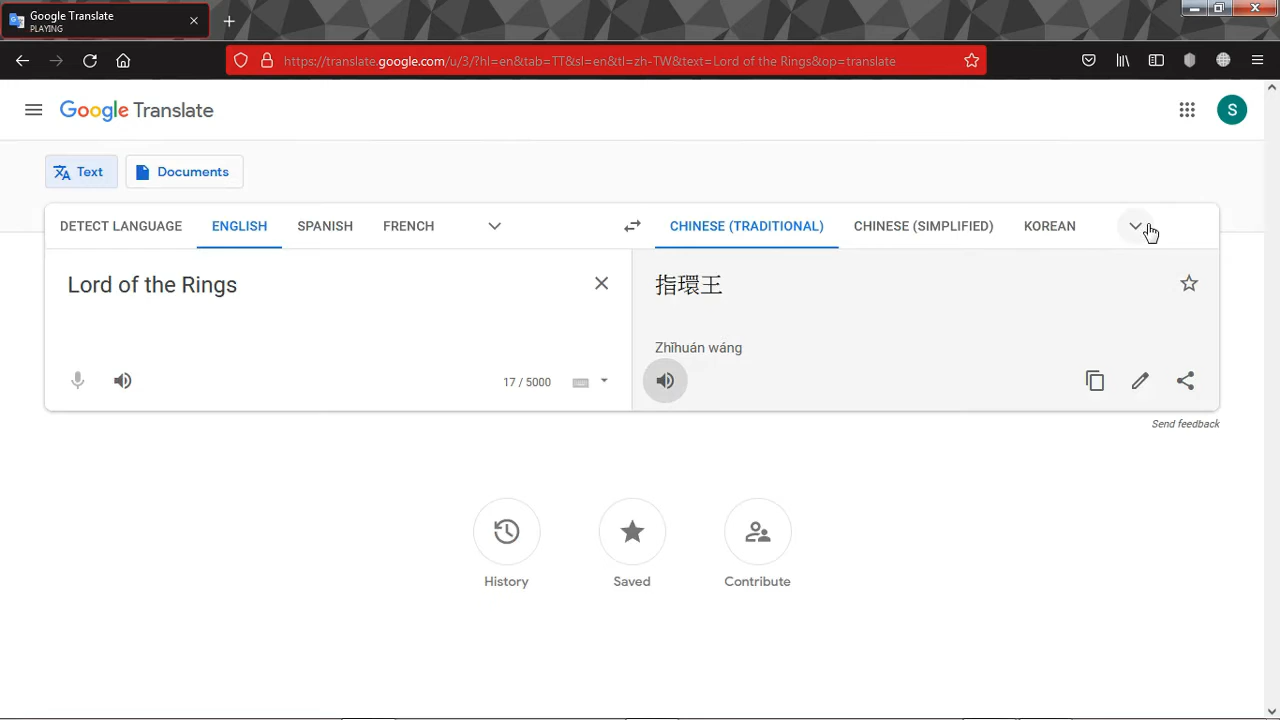 Google Translate
PLAYING
https://translate.google.com/u/3/?hl=en&tab=TT&sl=en&tl=zh-TW&text=Lord of the Rings&op=translate
Google Translate
S
Text
Documents
DETECT LANGUAGE
ENGLISH
SPANISH
FRENCH
CHINESE (TRADITIONAL)
CHINESE (SIMPLIFIED)
KOREAN
Lord of the Rings
指環王
Zhǐhuán wáng
17 / 5000
Send feedback
History
Saved
Contribute